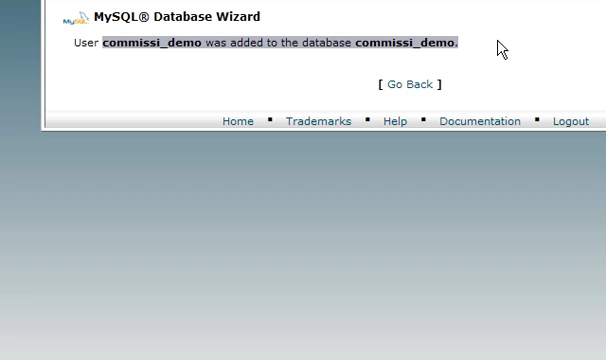 MySQL MySQL® Database Wizard
User commissi_demo was added to the database commissi_demo.
[ Go Back ]
Home ▪ Trademarks ▪ Help ▪ Documentation ▪ Logout